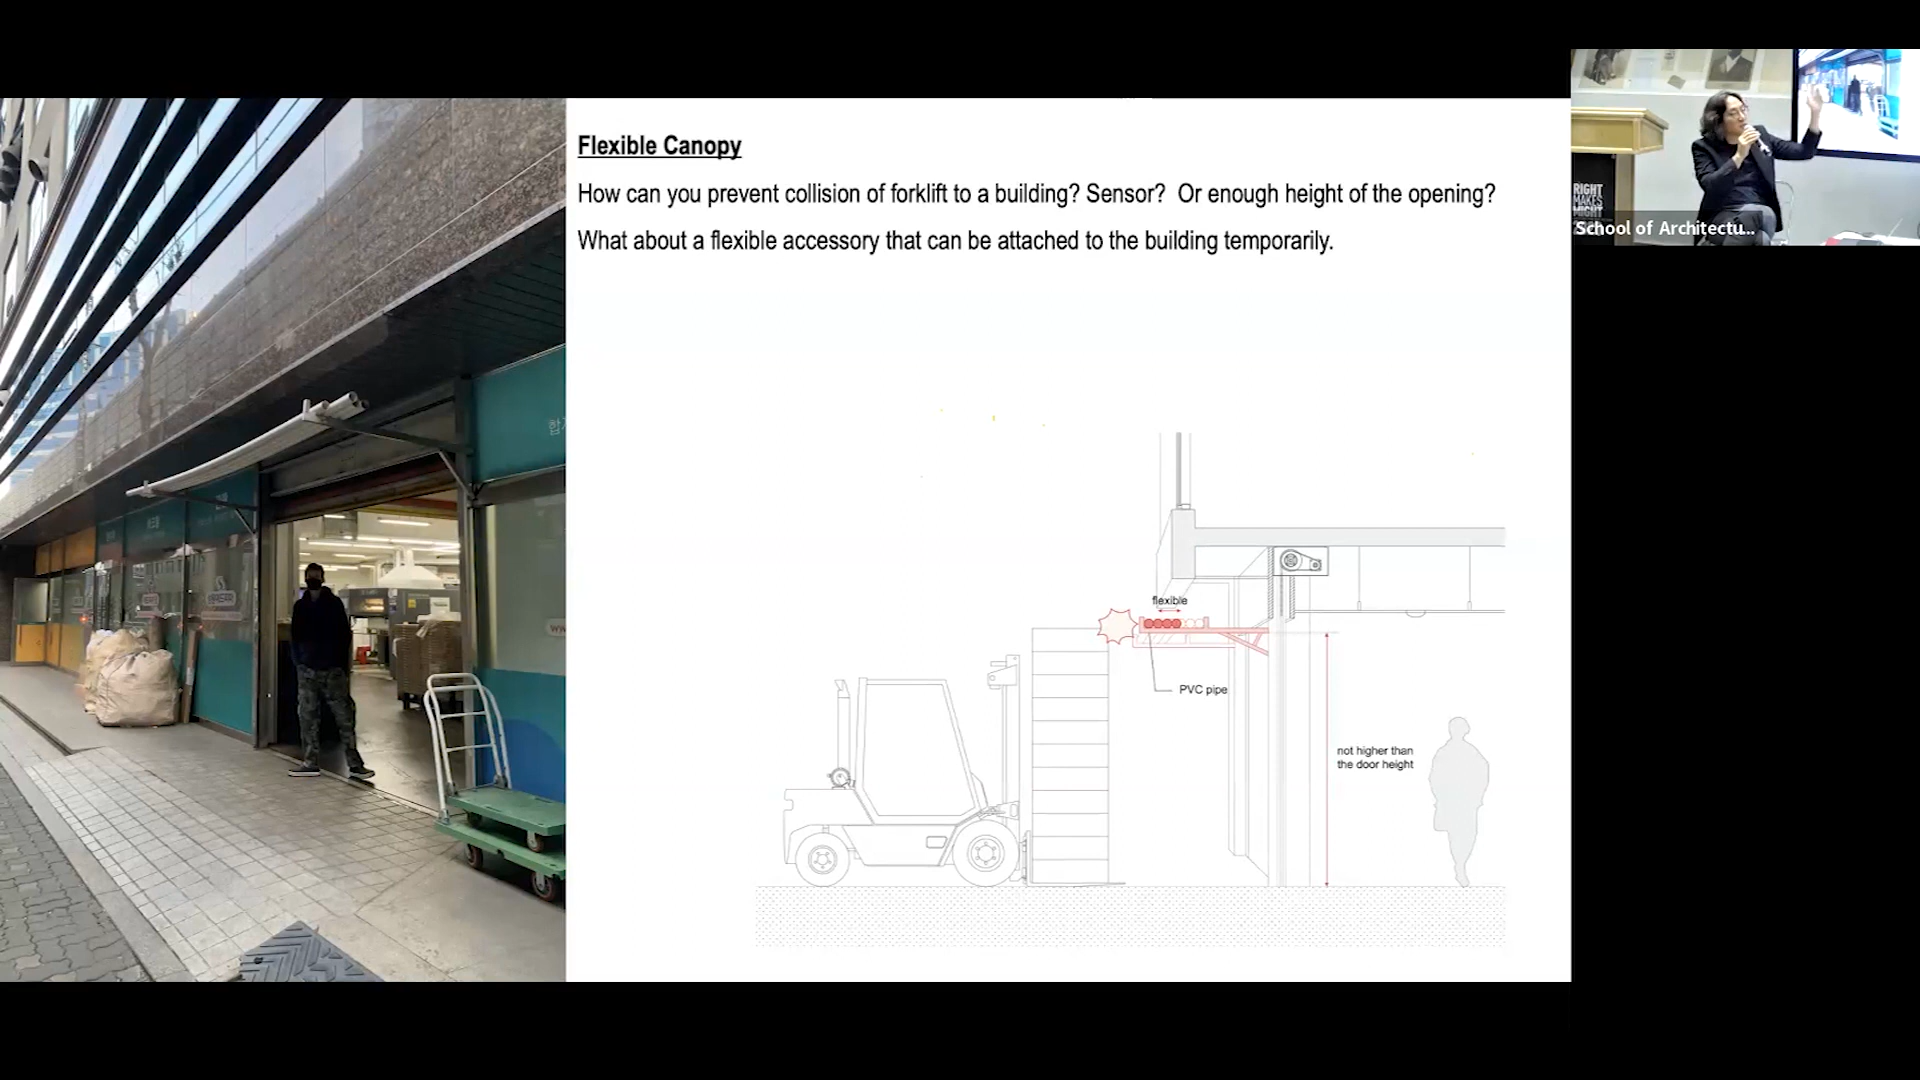 Flexible Canopy
How can you prevent collision of forklift to a building? Sensor?  Or enough height of the opening?
What about a flexible accessory that can be attached to the building temporarily.
flexible
PVC pipe
not higher than
the door height
RIGHT
MAKES
MIGHT
School of Architectu...